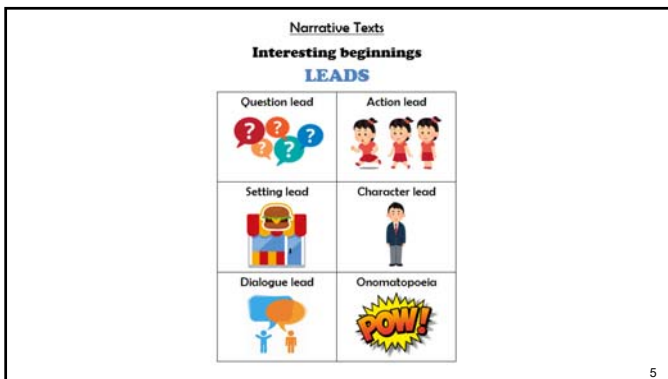 Narrative Texts
Interesting beginnings
LEADS
Question lead
Action lead
? ? ? ? ?
Setting lead
Character lead
Dialogue lead
Onomatopoeia
POW!
5